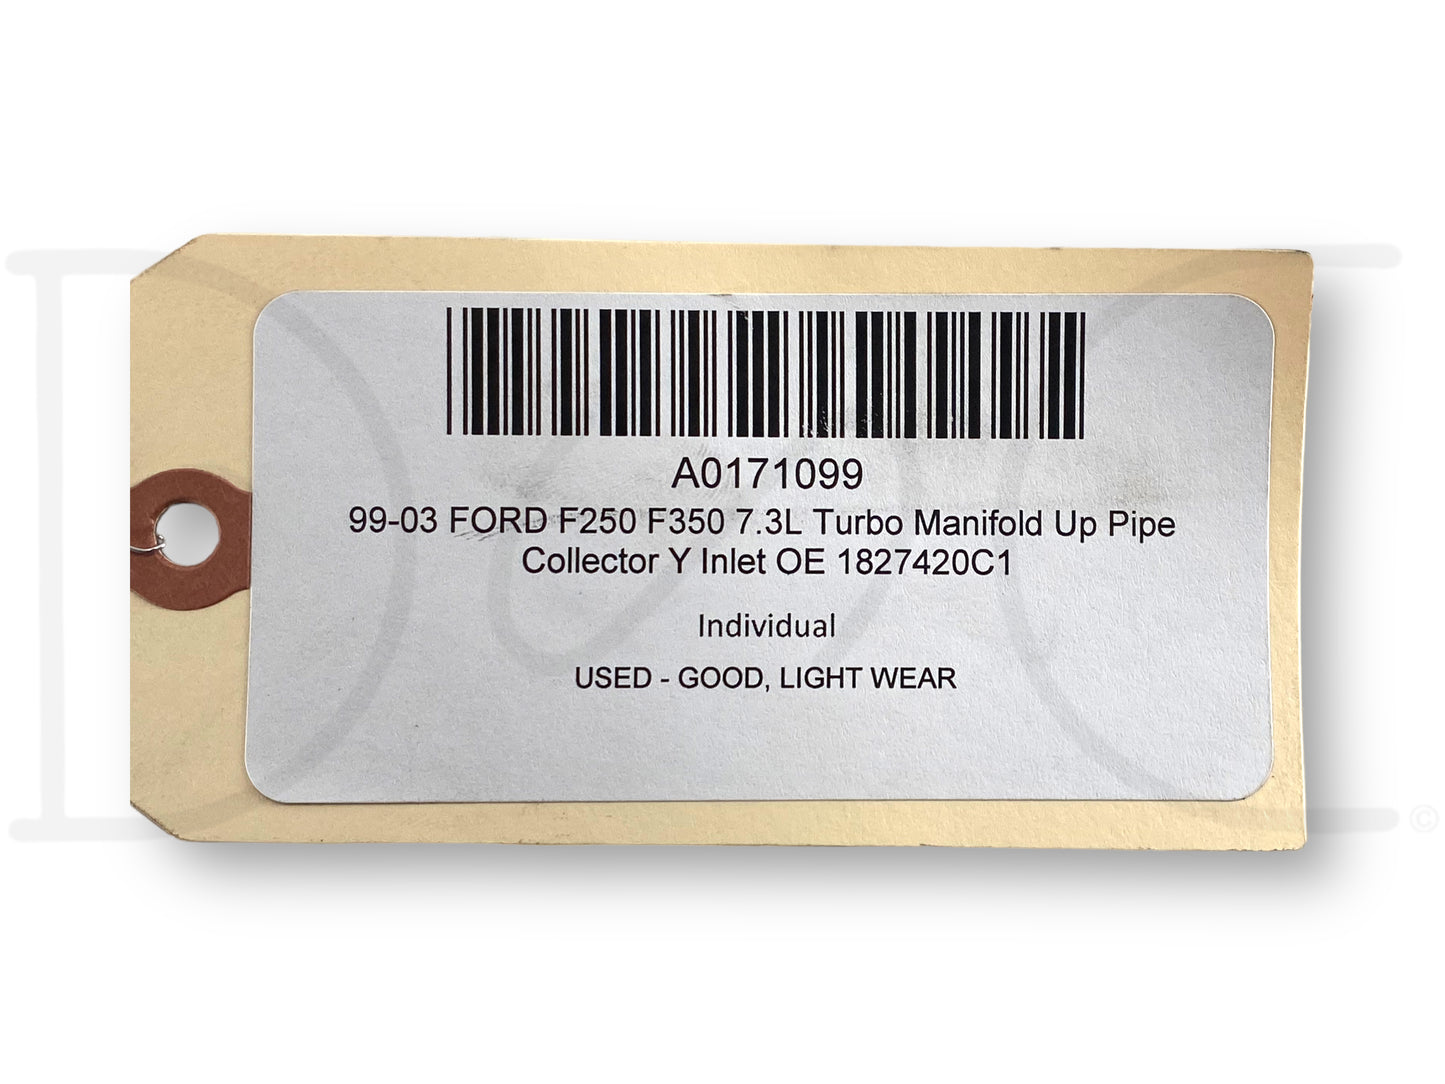 A0171099
99-03 FORD F250 F350 7.3L Turbo Manifold Up Pipe
Collector Y Inlet OE 1827420C1
Individual
USED - GOOD, LIGHT WEAR
©